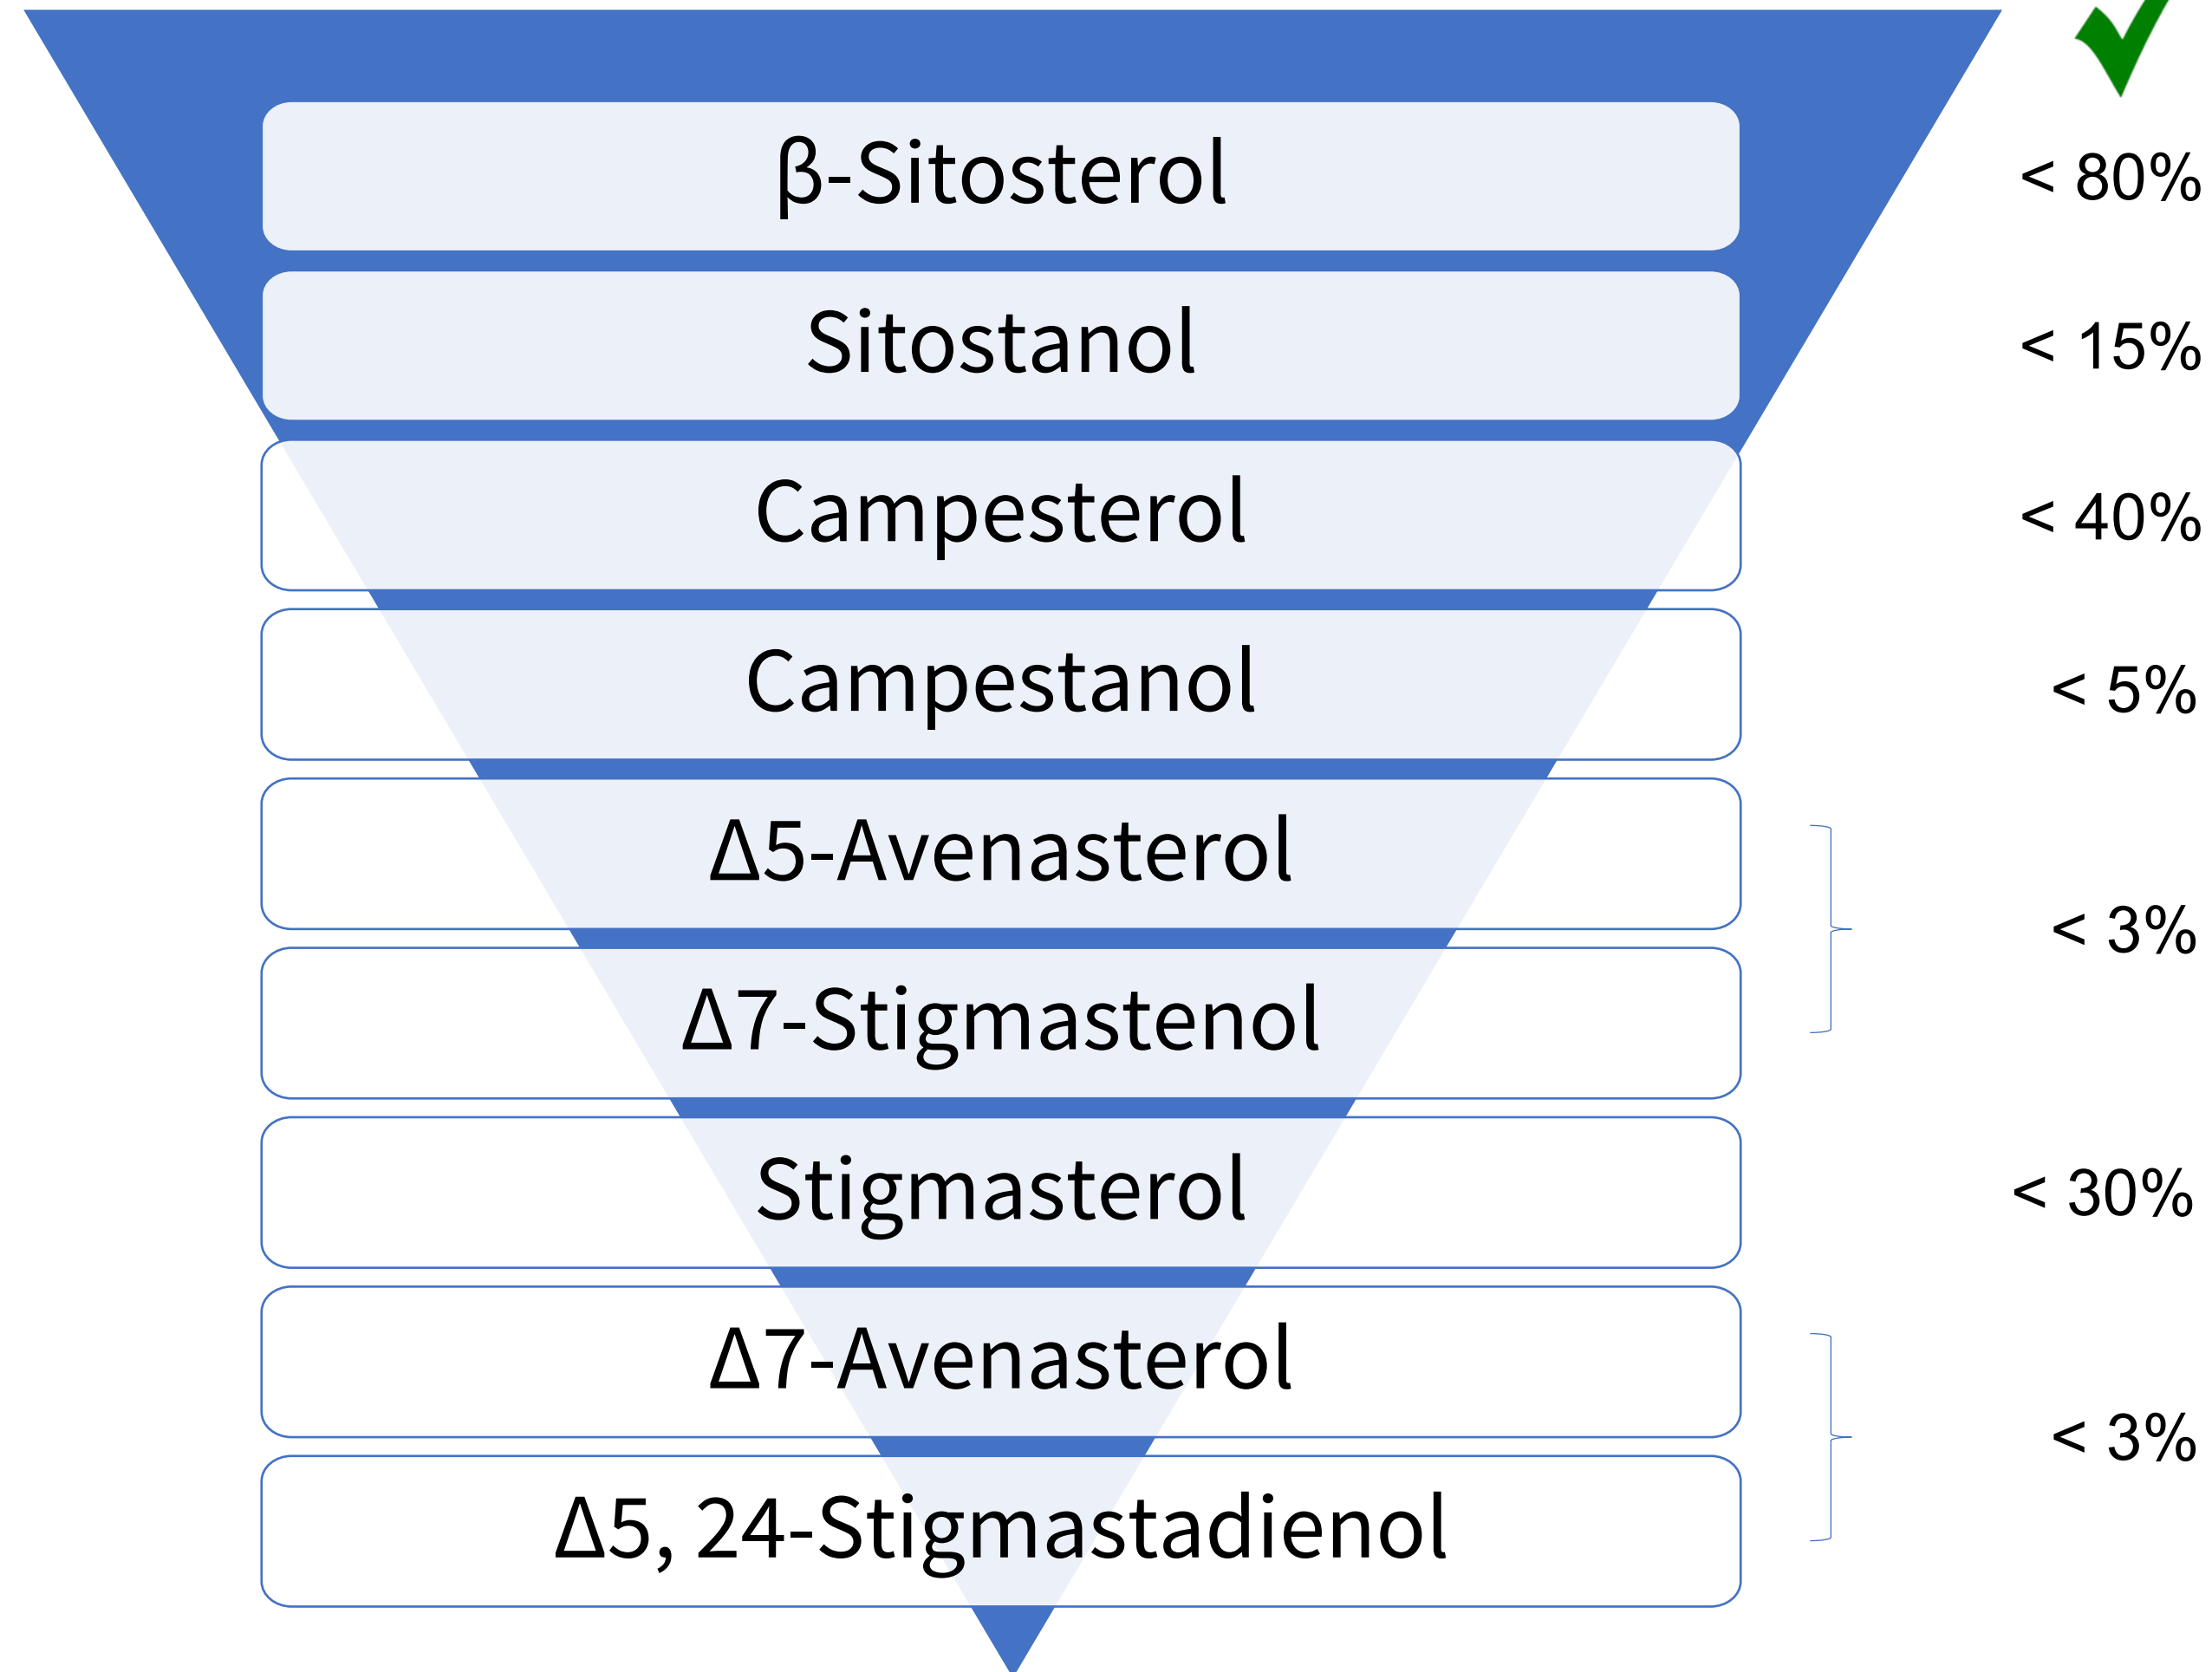 β-Sitosterol
< 80%
Sitostanol
< 15%
Campesterol
< 40%
Campestanol
< 5%
Δ5-Avenasterol
< 3%
Δ7-Stigmastenol
Stigmasterol
< 30%
Δ7-Avenasterol
< 3%
Δ5, 24-Stigmastadienol